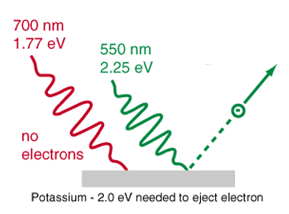 700 nm
1.77 eV
550 nm
2.25 eV
no
electrons
Potassium - 2.0 eV needed to eject electron